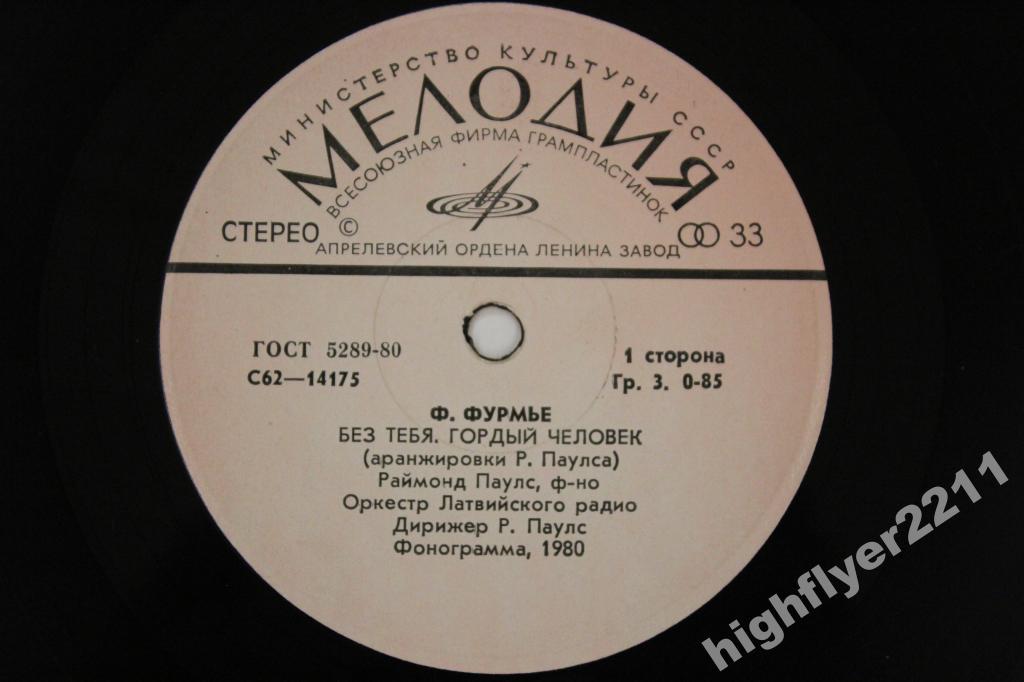 МИНИСТЕРСТВО КУЛЬТУРЫ СССР
МЕЛОДИЯ
ВСЕСОЮЗНАЯ ФИРМА ГРАМПЛАСТИНОК
СТЕРЕО © 33
АПРЕЛЕВСКИЙ ОРДЕНА ЛЕНИНА ЗАВОД
ГОСТ 5289-80
С62—14175
1 сторона
Гр. 3. 0-85
Ф. ФУРМЬЕ
БЕЗ ТЕБЯ. ГОРДЫЙ ЧЕЛОВЕК
(аранжировки Р. Паулса)
Раймонд Паулс, ф-но
Оркестр Латвийского радио
Дирижер Р. Паулс
Фонограмма, 1980
highflyer2211